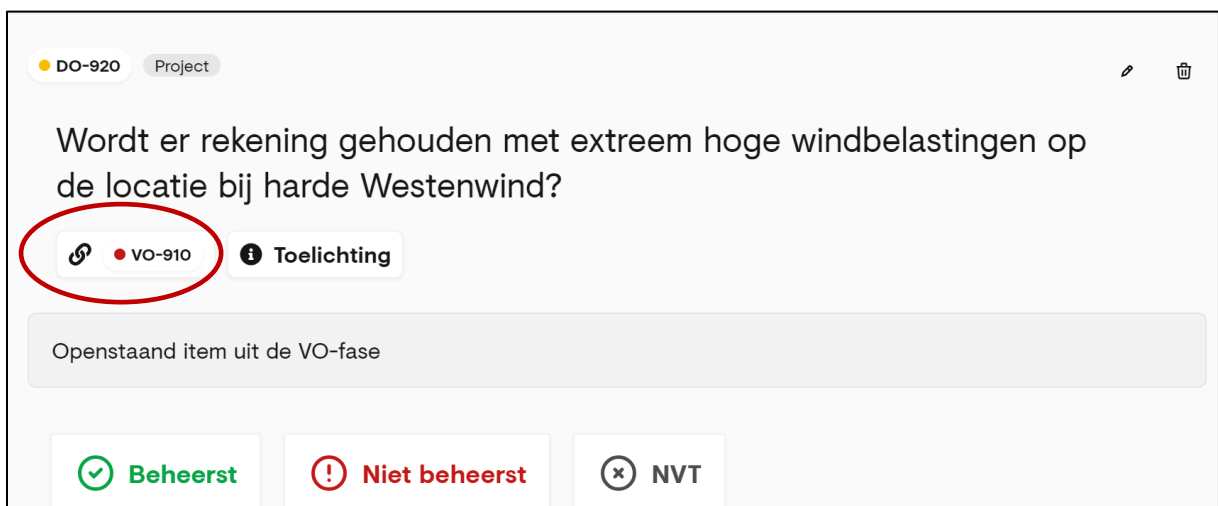 DO-920 Project
Wordt er rekening gehouden met extreem hoge windbelastingen op
de locatie bij harde Westenwind?
VO-910 Toelichting
Openstaand item uit de VO-fase
Beheerst Niet beheerst NVT